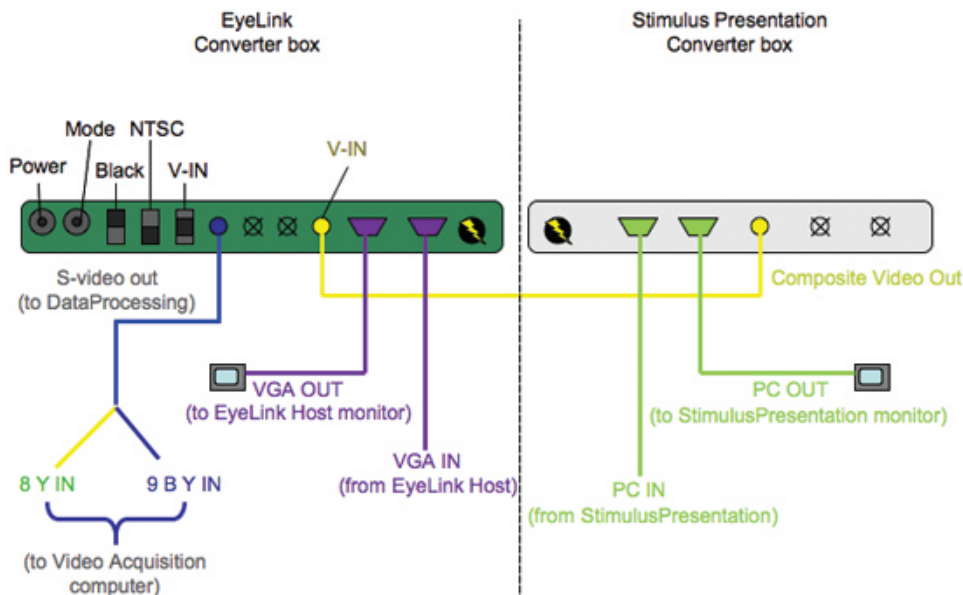 EyeLink
Converter box
Stimulus Presentation
Converter box
Mode NTSC
Power
Black
V-IN
V-IN
S-video out
(to DataProcessing)
Composite Video Out
VGA OUT
(to EyeLink Host monitor)
PC OUT
(to StimulusPresentation monitor)
VGA IN
(from EyeLink Host)
PC IN
(from StimulusPresentation)
8 Y IN
9 B Y IN
(to Video Acquisition
computer)